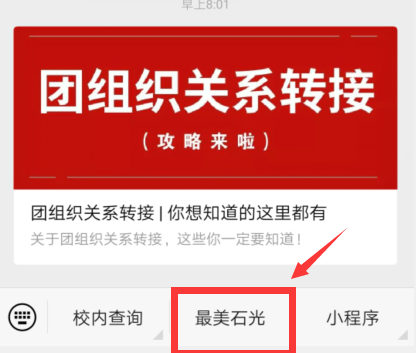 早上8:01
团组织关系转接
（攻略来啦）
团组织关系转接 | 你想知道的这里都有
关于团组织关系转接，这些你一定要知道！
校内查询 最美石光 小程序